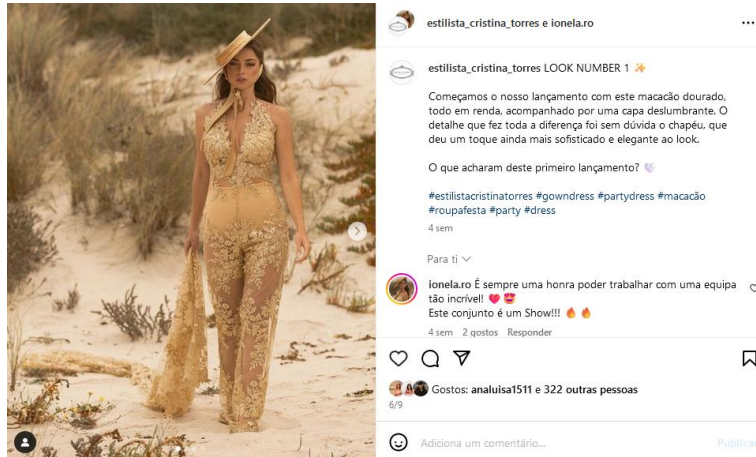 estilista_cristina_torres e ionela.ro
estilista_cristina_torres LOOK NUMBER 1 ✨
Começamos o nosso lançamento com este macacão dourado,
todo em renda, acompanhado por uma capa deslumbrante. O
detalhe que fez toda a diferença foi sem dúvida o chapéu, que
deu um toque ainda mais sofisticado e elegante ao look.
O que acharam deste primeiro lançamento? 🤍
#estilistacristinatorres #gowndress #partydress #macacão
#roupafesta #party #dress
4 sem
Para ti
ionela.ro É sempre uma honra poder trabalhar com uma equipa
tão incrível! ❤️ 😍
Este conjunto é um Show!!! 🔥 🔥
4 sem 2 gostos Responder
Gostos: analuisa1511 e 322 outras pessoas
6/9
Adiciona um comentário... Publicar